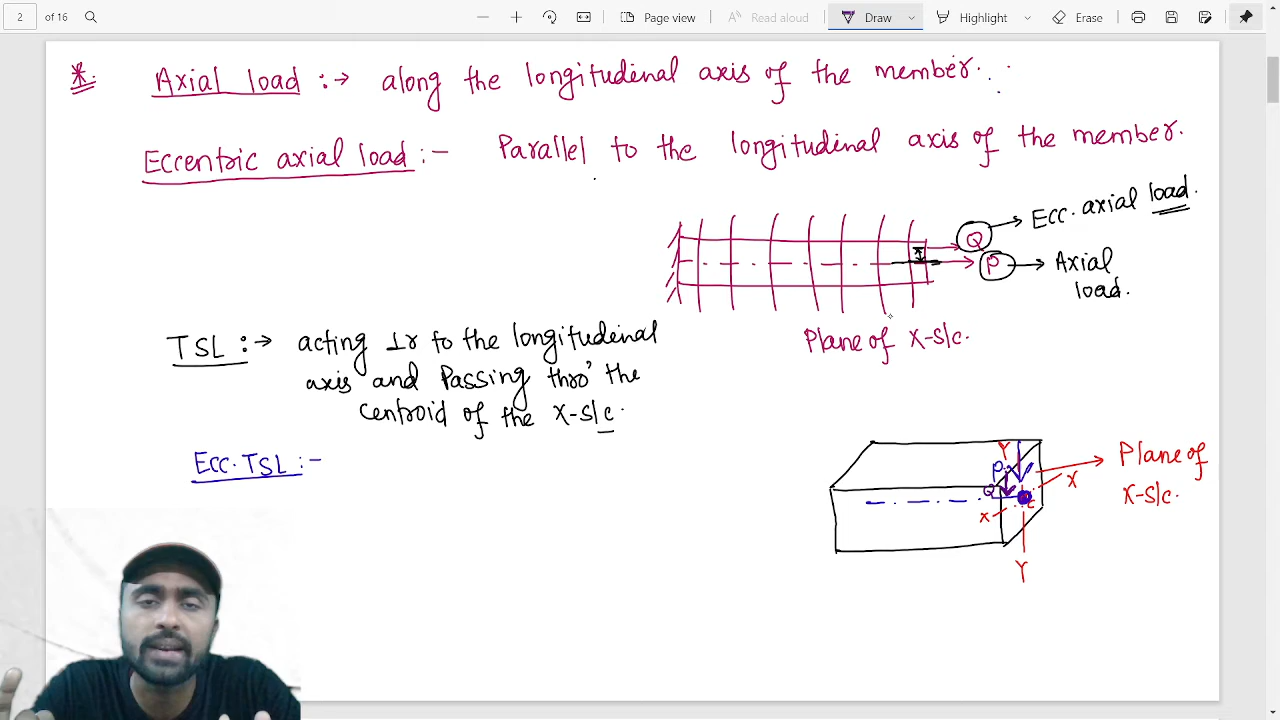 2 of 16 Page view Read aloud Draw Highlight Erase
* Axial load :→ along the longitudinal axis of the member.
Eccentric axial load :- Parallel to the longitudinal axis of the member.
Q → Ecc. axial load.
P → Axial load.
Plane of X-S/c.
TSL :→ acting ⊥r to the longitudinal
axis and Passing thro' the
Centroid of the X-S/c.
Ecc. TSL :-
Y
P
Q
C
X
X
Y
Plane of
X-S/c.